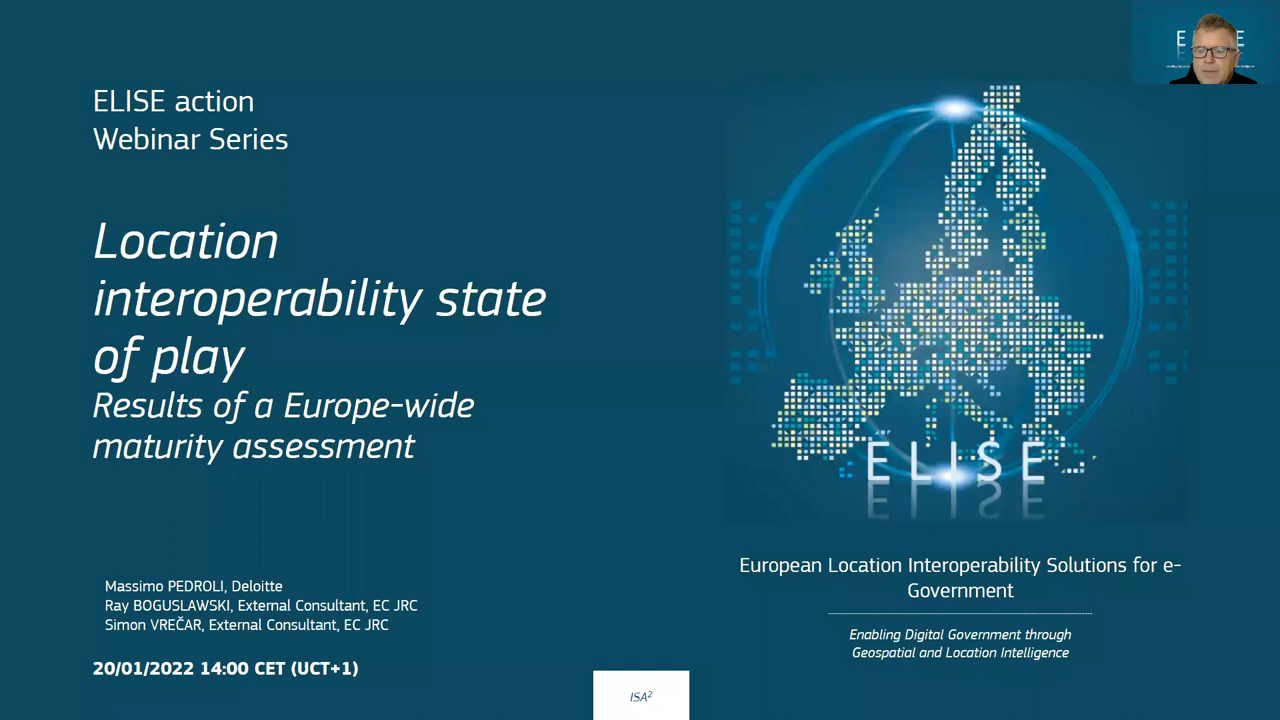 ELISE action
Webinar Series
Location
interoperability state
of play
Results of a Europe-wide
maturity assessment
Massimo PEDROLI, Deloitte
Ray BOGUSLAWSKI, External Consultant, EC JRC
Simon VREČAR, External Consultant, EC JRC
20/01/2022 14:00 CET (UCT+1)
ELISE
European Location Interoperability Solutions for e-
Government
Enabling Digital Government through
Geospatial and Location Intelligence
ISA²